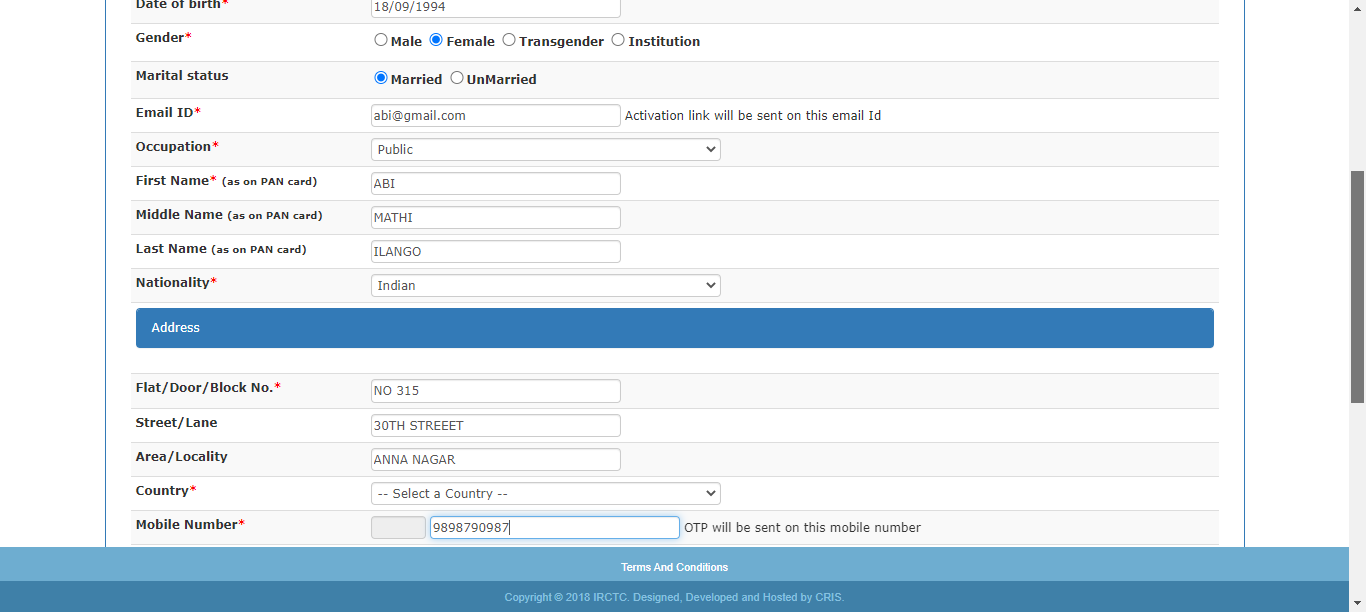 Date of birth* 18/09/1994
Gender* Male Female Transgender Institution
Marital status Married UnMarried
Email ID* abi@gmail.com Activation link will be sent on this email Id
Occupation* Public
First Name* (as on PAN card) ABI
Middle Name (as on PAN card) MATHI
Last Name (as on PAN card) ILANGO
Nationality* Indian
Address
Flat/Door/Block No.* NO 315
Street/Lane 30TH STREEET
Area/Locality ANNA NAGAR
Country* -- Select a Country --
Mobile Number* 9898790987 OTP will be sent on this mobile number
Terms And Conditions
Copyright © 2018 IRCTC. Designed, Developed and Hosted by CRIS.